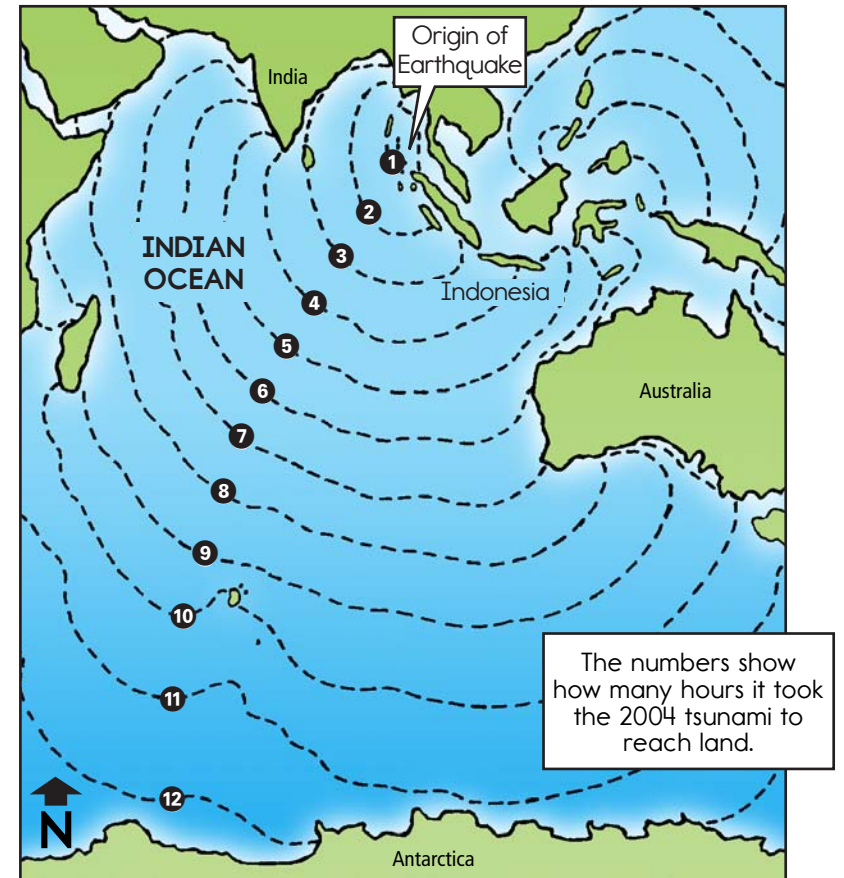 Origin of
Earthquake
India
1
2
INDIAN
OCEAN
3
Indonesia
4
5
6
Australia
7
8
9
10
The numbers show
how many hours it took
the 2004 tsunami to
reach land.
11
12
N
Antarctica